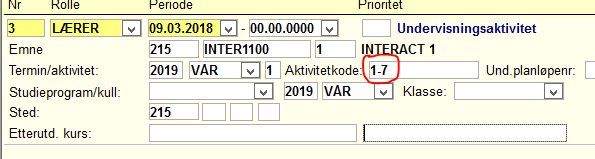 Nr Rolle Periode Prioritet
3 LÆRER 09.03.2018 - 00.00.0000 Undervisningsaktivitet
Emne 215 INTER1100 1 INTERACT 1
Termin/aktivitet: 2019 VÅR 1 Aktivitetkode: 1-7 Und.planløpenr:
Studieprogram/kull: 2019 VÅR Klasse:
Sted: 215
Etterutd. kurs: